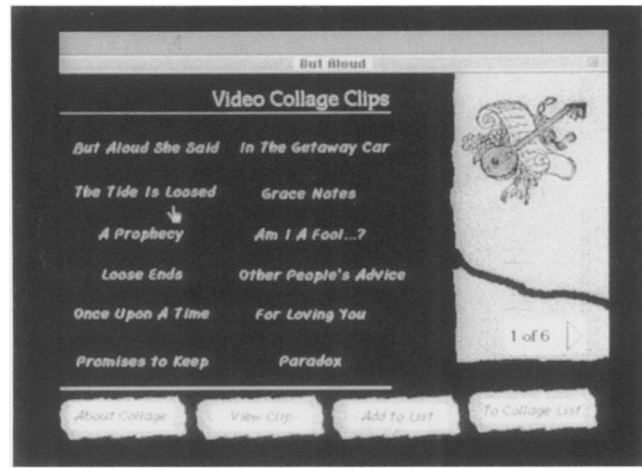 But Aloud
Video Collage Clips
But Aloud She Said In The Getaway Car
The Tide Is Loosed Grace Notes
A Prophecy Am I A Fool...?
Loose Ends Other People's Advice
Once Upon A Time For Loving You
Promises to Keep Paradox
1 of 6
About Collage View Clip Add to List To Collage List